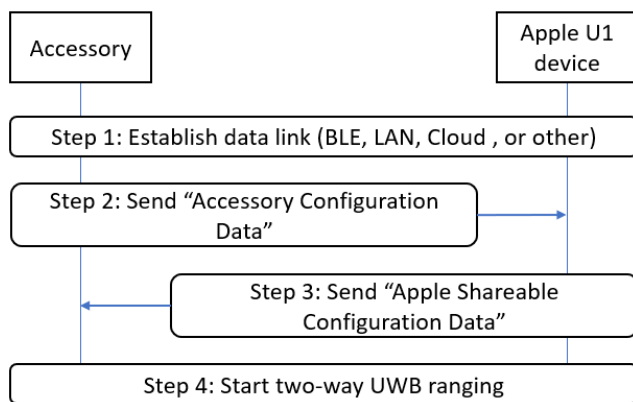 Accessory
Apple U1
device
Step 1: Establish data link (BLE, LAN, Cloud , or other)
Step 2: Send “Accessory Configuration
Data”
Step 3: Send “Apple Shareable
Configuration Data”
Step 4: Start two-way UWB ranging